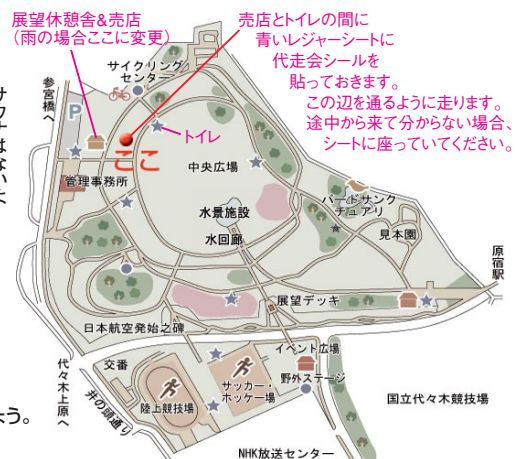 展望休憩舎&売店
(雨の場合ここに変更)
売店とトイレの間に
青いレジャーシートに
代走会シールを
貼っておきます。
この辺を通るように走ります。
途中から来て分からない場合、
シートに座っていてください。
サイクリング
センター
参宮橋へ
P
トイレ
ここ
中央広場
管理事務所
バードサンク
チュアリ
水景施設
見本園
水回廊
原宿駅
展望デッキ
日本航空発始之碑
代々木上原へ
交番
イベント広場
井の頭通り
サッカー・
ホッケー場
野外ステージ
陸上競技場
国立代々木競技場
NHK放送センター
よう。